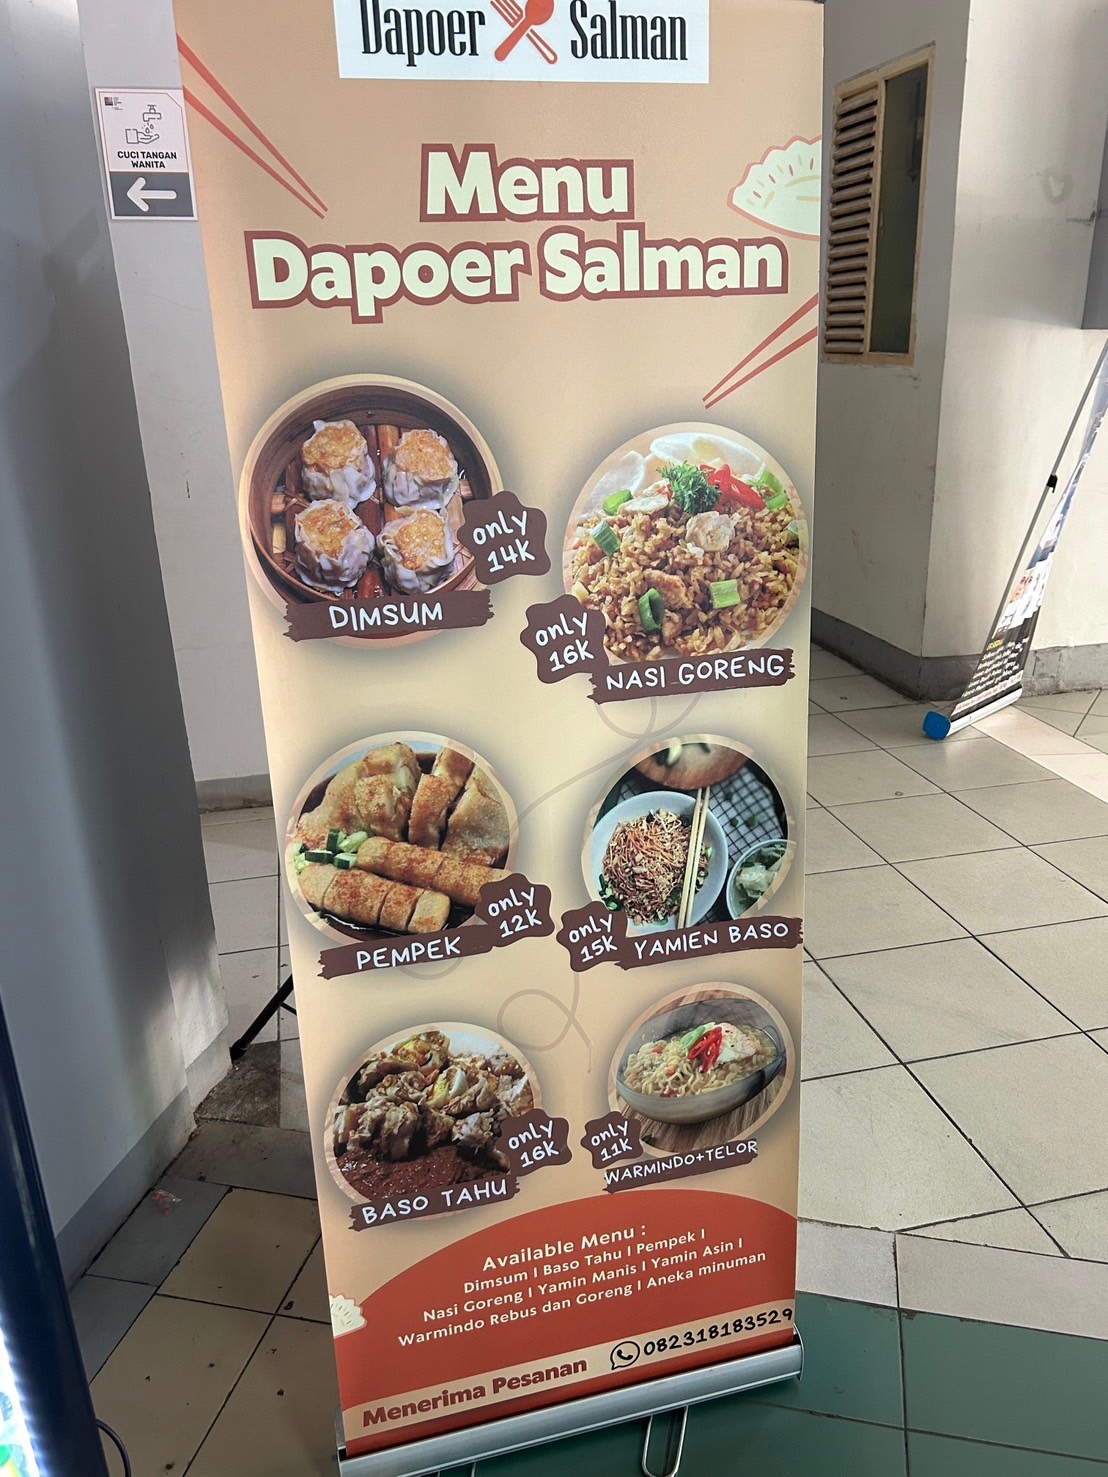 Dapoer Salman
CUCI TANGAN
WANITA
Menu
Dapoer Salman
only
14K
DIMSUM
only
16K
NASI GORENG
only
12K
PEMPEK
only
15K
YAMIEN BASO
only
16K
BASO TAHU
only
11K
WARMINDO+TELOR
Available Menu :
Dimsum | Baso Tahu | Pempek |
Nasi Goreng | Yamin Manis | Yamin Asin |
Warmindo Rebus dan Goreng | Aneka minuman
Menerima Pesanan
082318183529